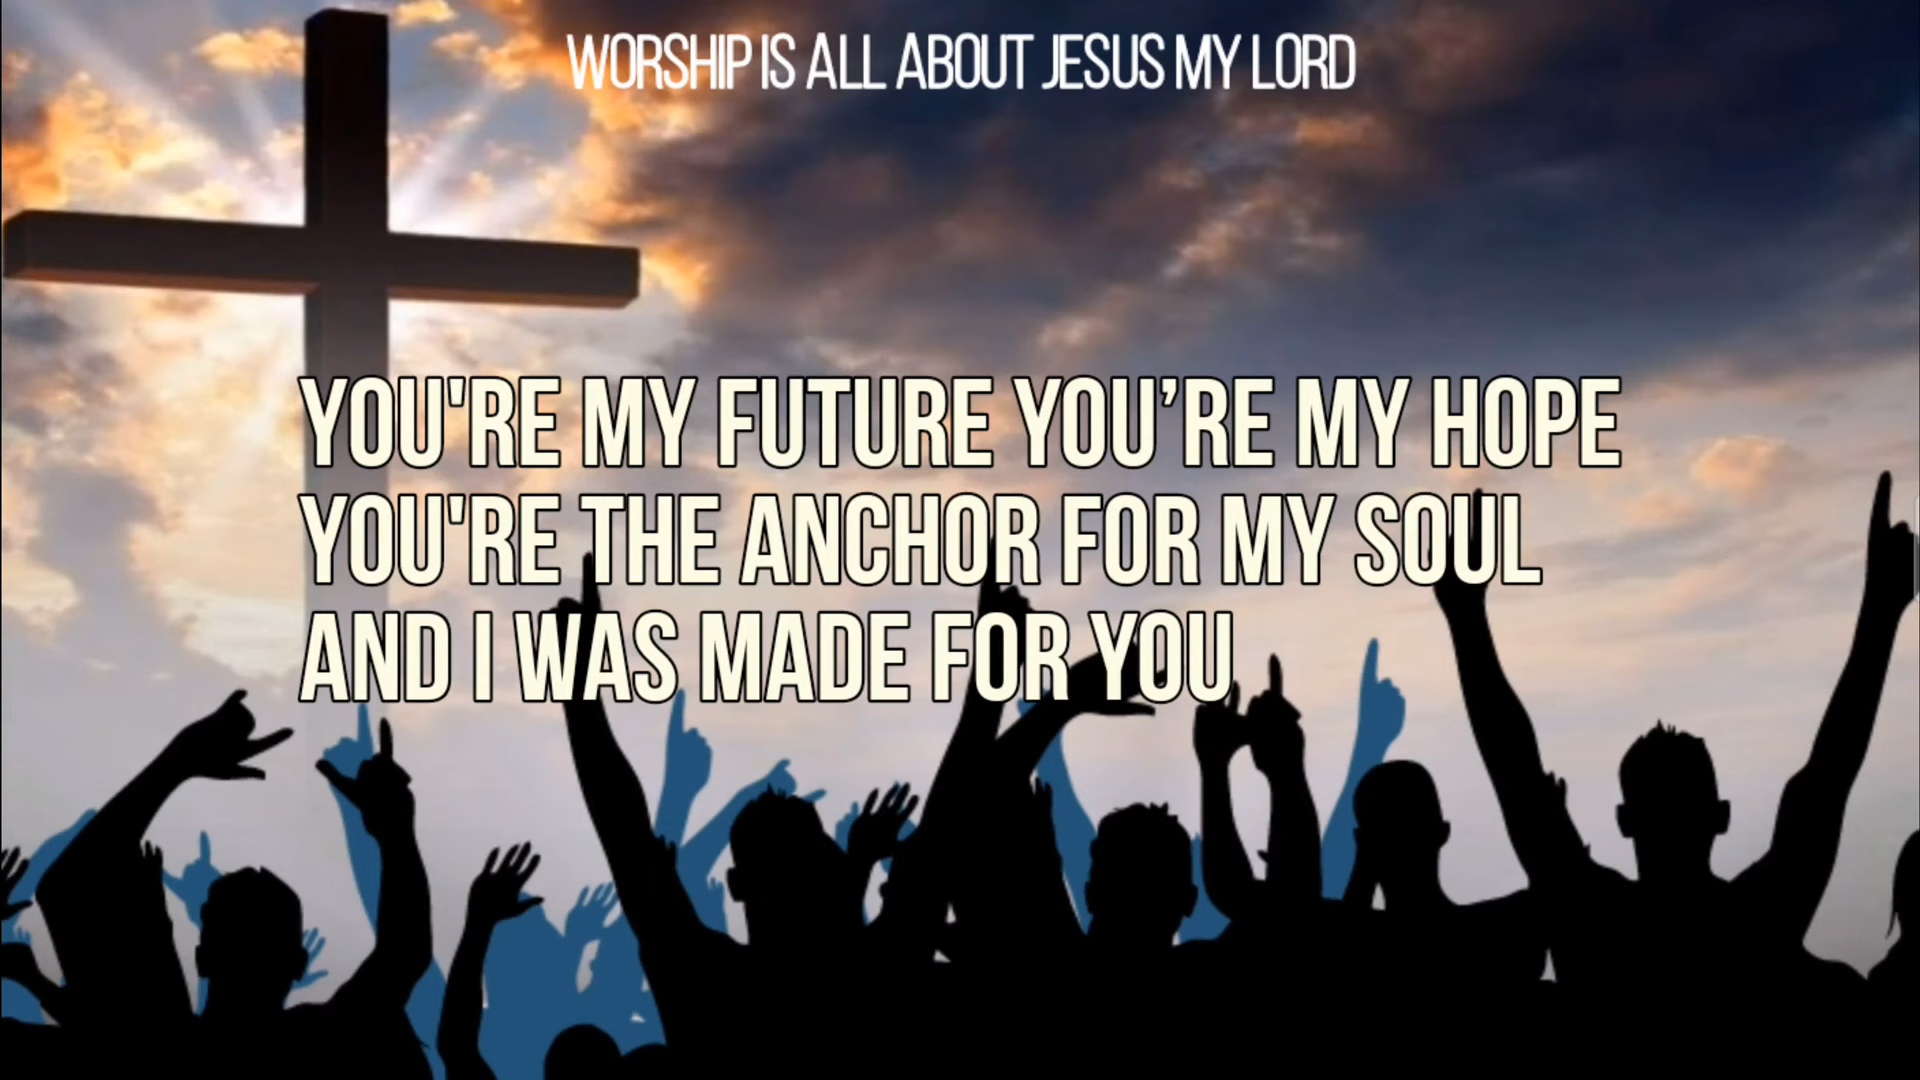 WORSHIP IS ALL ABOUT JESUS MY LORD
YOU'RE MY FUTURE YOU’RE MY HOPE
YOU'RE THE ANCHOR FOR MY SOUL
AND I WAS MADE FOR YOU